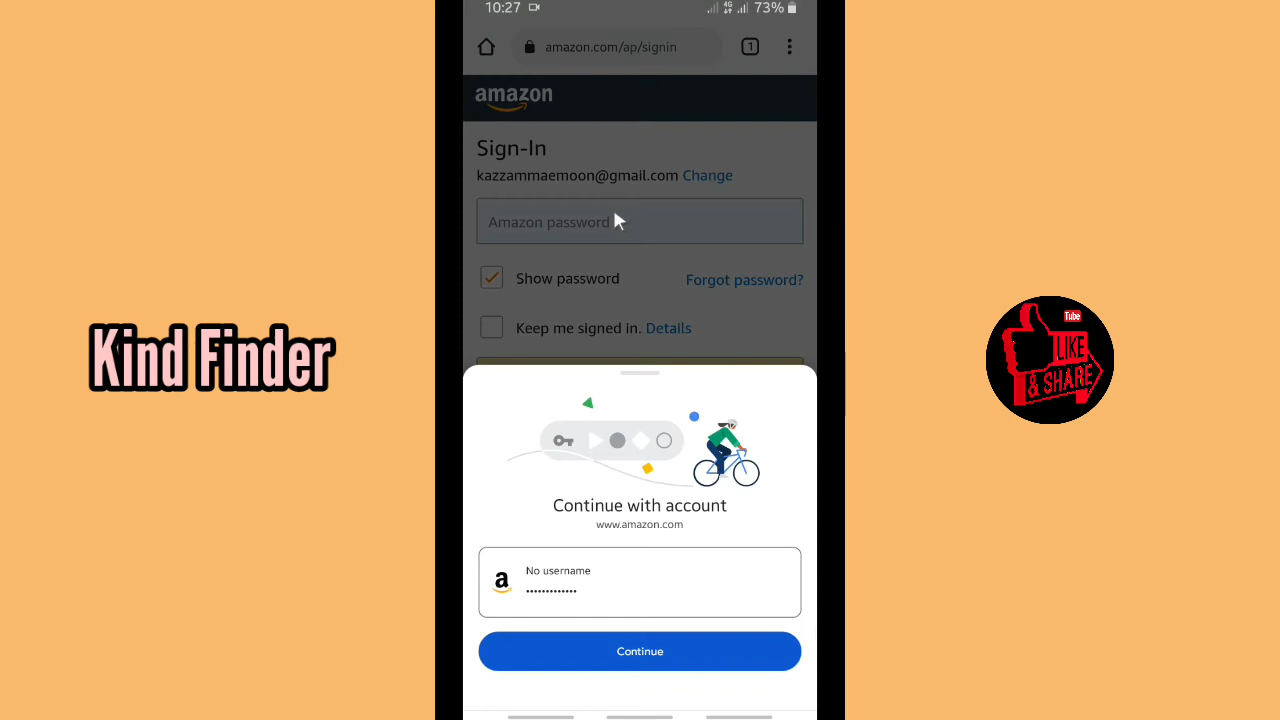 10:27
4G
73%
amazon.com/ap/signin
1
amazon
Sign-In
kazzammaemoon@gmail.com Change
Amazon password
Show password
Forgot password?
Keep me signed in. Details
Continue with account
www.amazon.com
a
No username
•••••••••••••
Continue
Kind Finder
Tube
LIKE
& SHARE